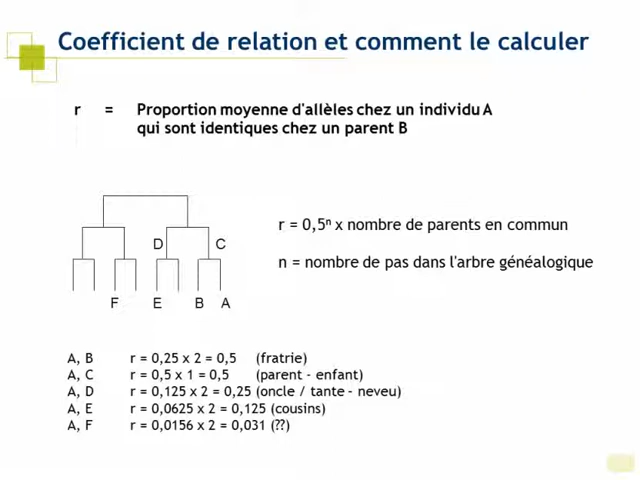 Coefficient de relation et comment le calculer
r = Proportion moyenne d'allèles chez un individu A
qui sont identiques chez un parent B
r = 0,5ⁿ x nombre de parents en commun
n = nombre de pas dans l'arbre généalogique
D C
F E B A
A, B r = 0,25 x 2 = 0,5 (fratrie)
A, C r = 0,5 x 1 = 0,5 (parent - enfant)
A, D r = 0,125 x 2 = 0,25 (oncle / tante - neveu)
A, E r = 0,0625 x 2 = 0,125 (cousins)
A, F r = 0,0156 x 2 = 0,031 (??)